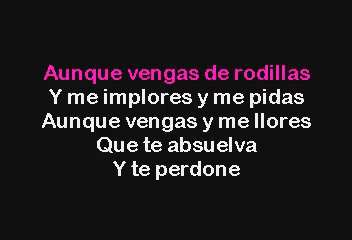 Aunque vengas de rodillas
Y me implores y me pidas
Aunque vengas y me llores
Que te absuelva
Y te perdone